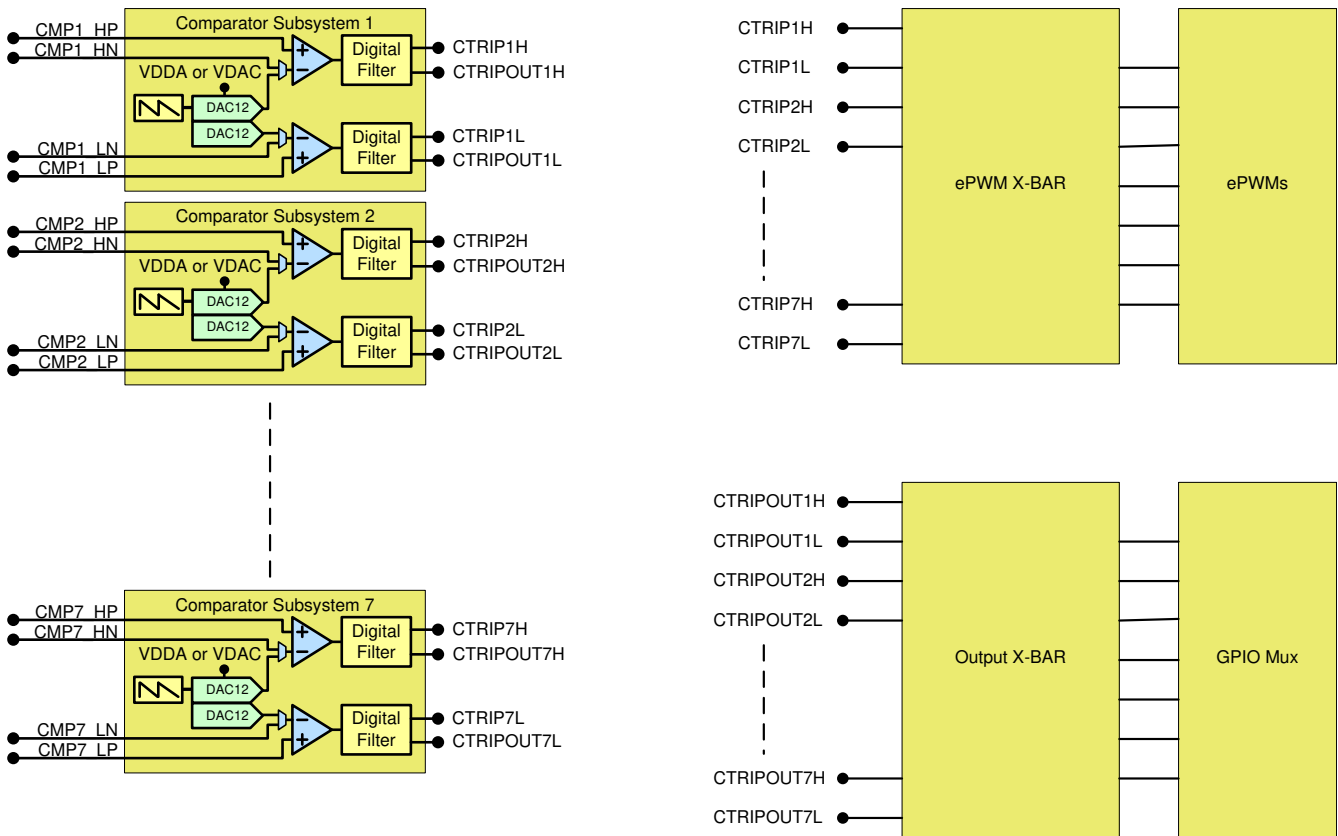 Comparator Subsystem 1
CMP1_HP
CMP1_HN
VDDA or VDAC
DAC12
DAC12
CMP1_LN
CMP1_LP
Digital
Filter
CTRIP1H
CTRIPOUT1H
Digital
Filter
CTRIP1L
CTRIPOUT1L
Comparator Subsystem 2
CMP2_HP
CMP2_HN
VDDA or VDAC
DAC12
DAC12
CMP2_LN
CMP2_LP
Digital
Filter
CTRIP2H
CTRIPOUT2H
Digital
Filter
CTRIP2L
CTRIPOUT2L
Comparator Subsystem 7
CMP7_HP
CMP7_HN
VDDA or VDAC
DAC12
DAC12
CMP7_LN
CMP7_LP
Digital
Filter
CTRIP7H
CTRIPOUT7H
Digital
Filter
CTRIP7L
CTRIPOUT7L
CTRIP1H
CTRIP1L
CTRIP2H
CTRIP2L
CTRIP7H
CTRIP7L
ePWM X-BAR
ePWMs
CTRIPOUT1H
CTRIPOUT1L
CTRIPOUT2H
CTRIPOUT2L
CTRIPOUT7H
CTRIPOUT7L
Output X-BAR
GPIO Mux